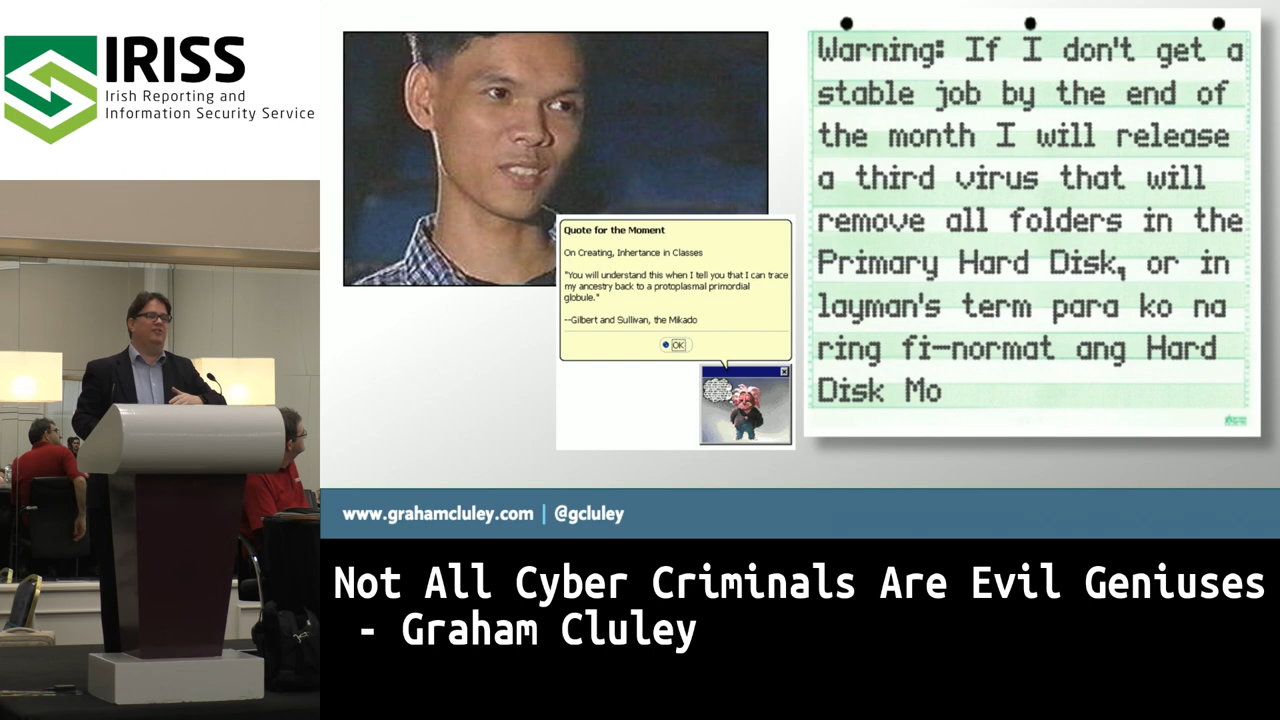 IRISS
Irish Reporting and
Information Security Service
Quote for the Moment
On Creating, Inhertance in Classes
"You will understand this when I tell you that I can trace
my ancestry back to a protoplasmal primordial
globule."
--Gilbert and Sullivan, the Mikado
OK
Warning: If I don't get a
stable job by the end of
the month I will release
a third virus that will
remove all folders in the
Primary Hard Disk, or in
layman's term para ko na
ring fi-normat ang Hard
Disk Mo
www.grahamcluley.com | @gcluley
Not All Cyber Criminals Are Evil Geniuses
- Graham Cluley